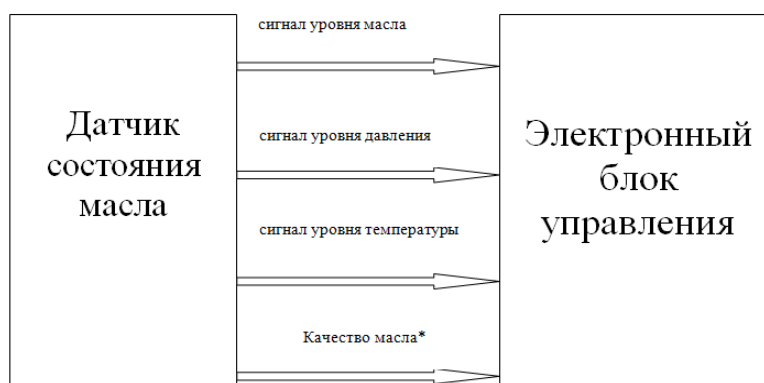 сигнал уровня масла
Датчик
состояния
масла
сигнал уровня давления
Электронный
блок
управления
сигнал уровня температуры
Качество масла*